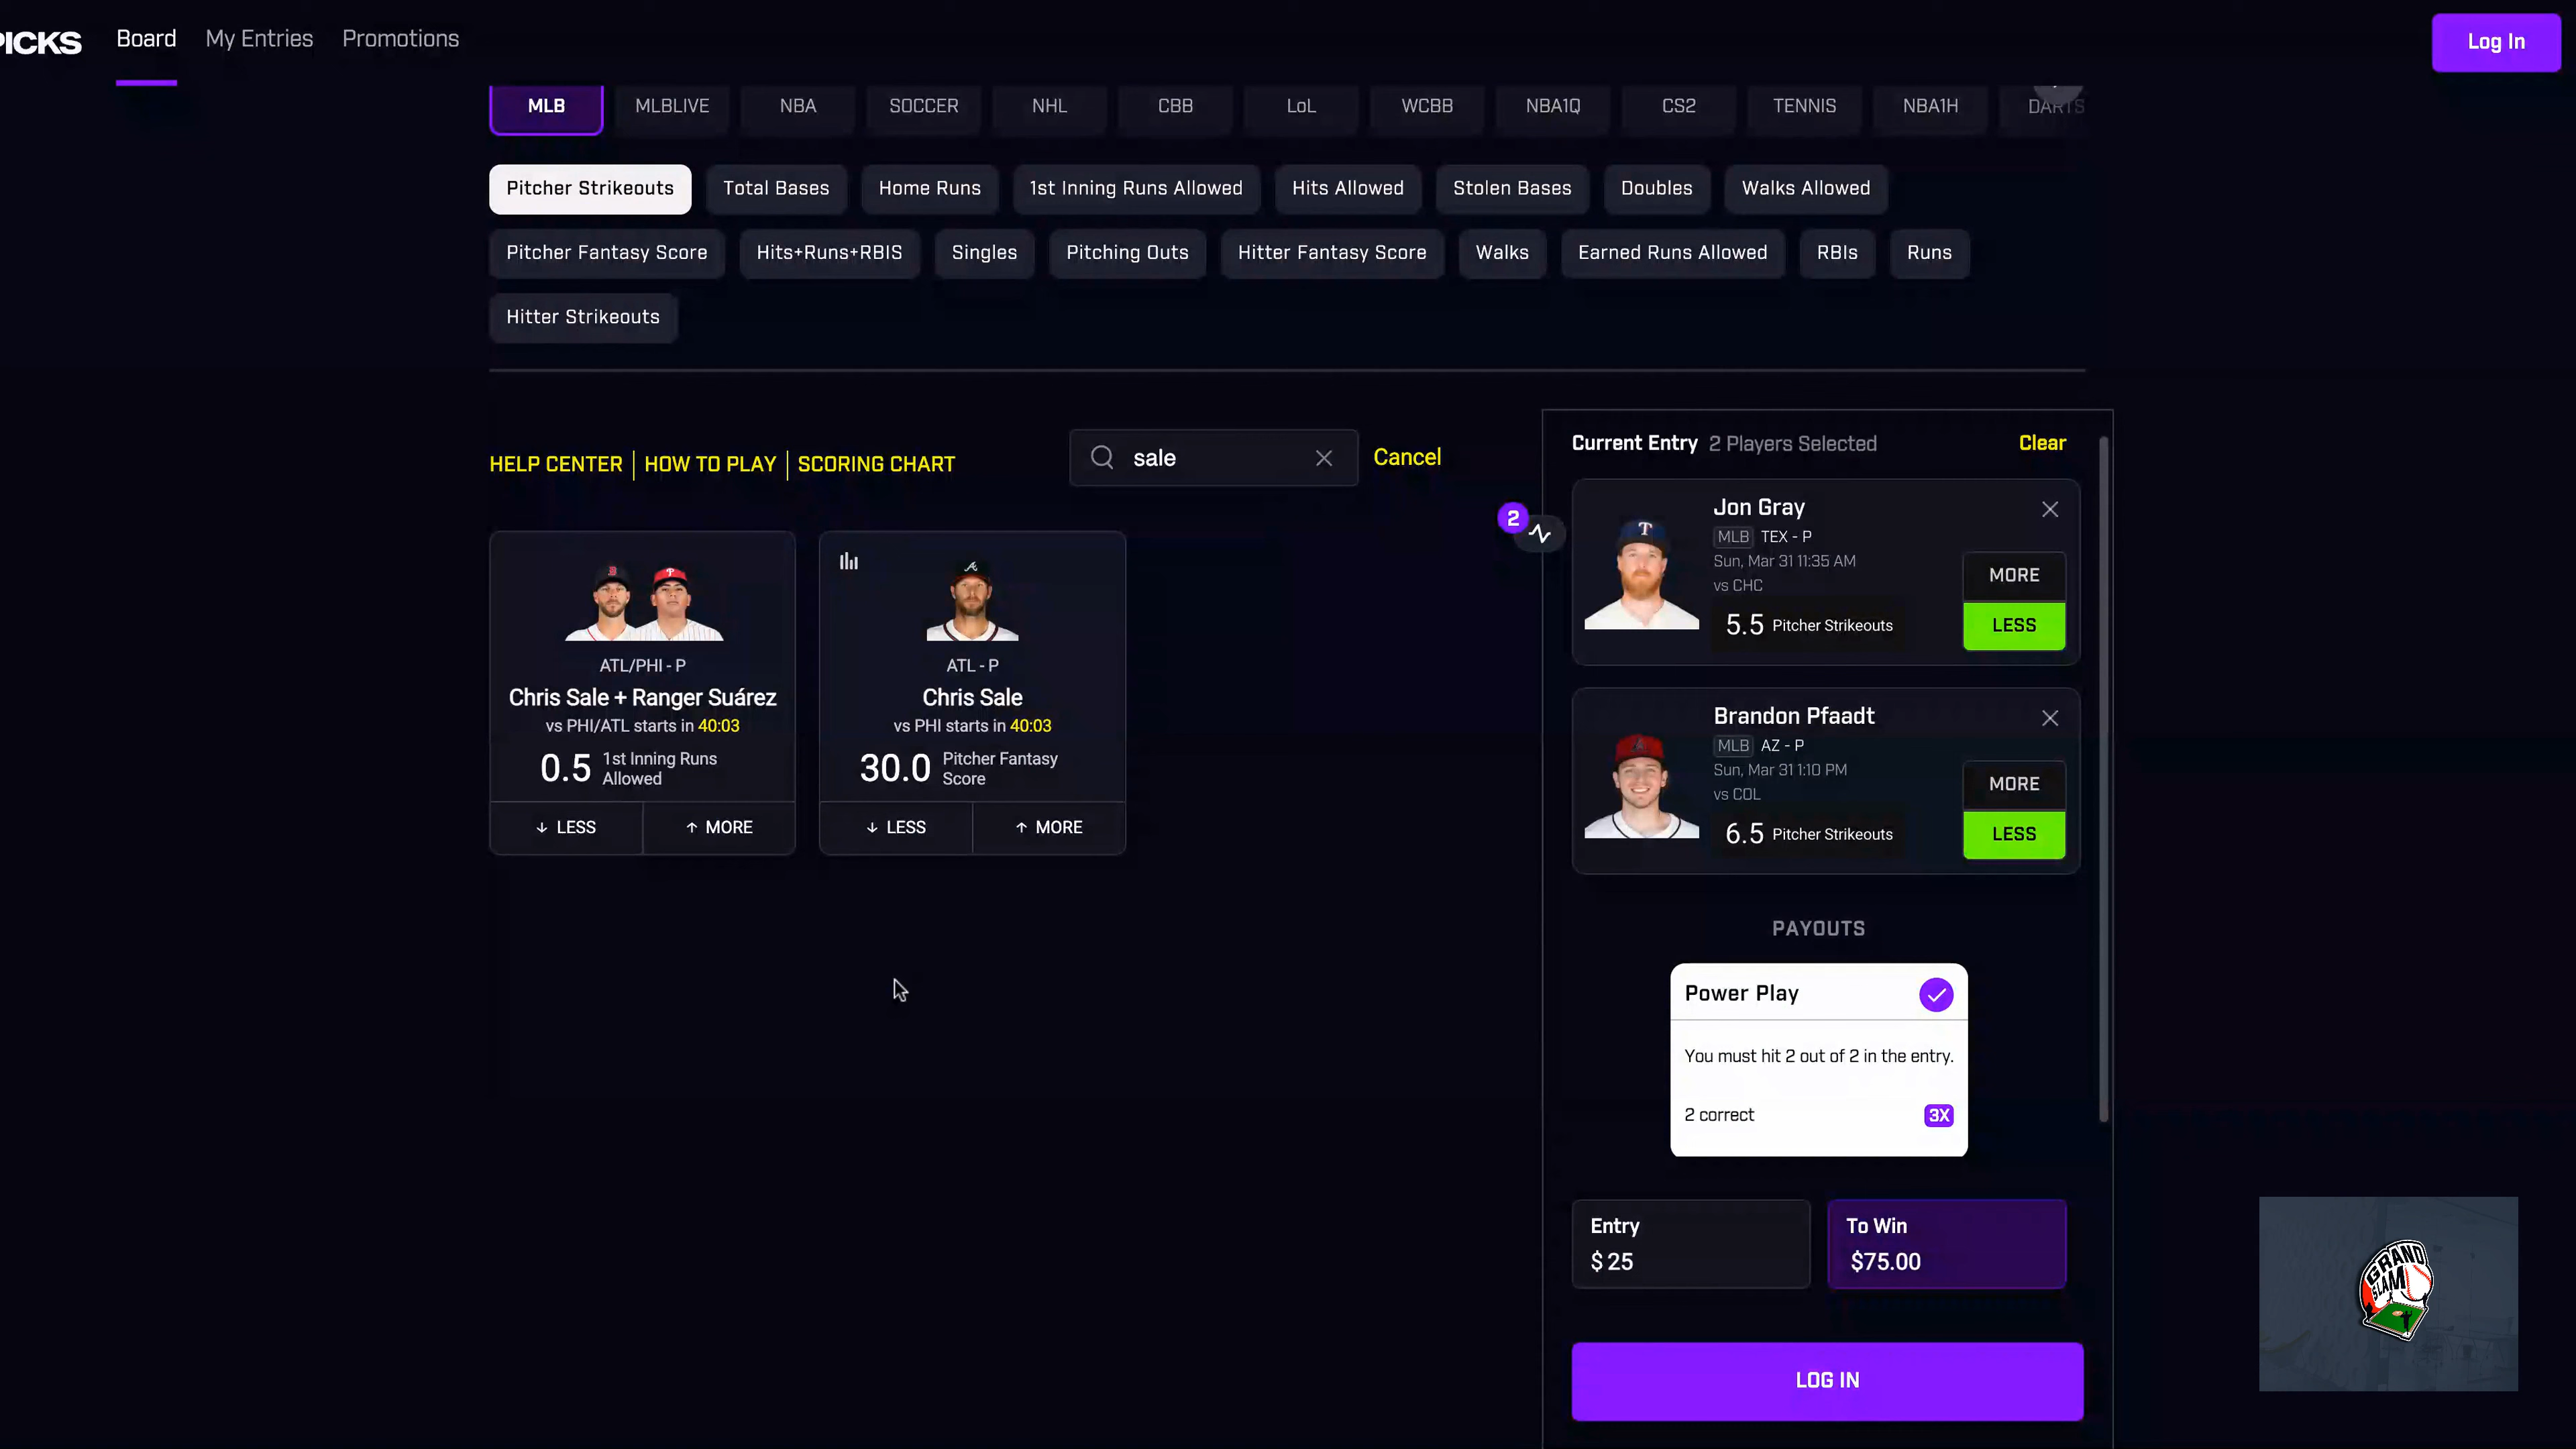 PICKS
Board My Entries Promotions
Log In
MLB MLBLIVE NBA SOCCER NHL CBB LoL WCBB NBA1Q CS2 TENNIS NBA1H DARTS
Pitcher Strikeouts Total Bases Home Runs 1st Inning Runs Allowed Hits Allowed Stolen Bases Doubles Walks Allowed
Pitcher Fantasy Score Hits+Runs+RBIS Singles Pitching Outs Hitter Fantasy Score Walks Earned Runs Allowed RBIs Runs
Hitter Strikeouts
HELP CENTER | HOW TO PLAY | SCORING CHART
sale
Cancel
ATL/PHI - P
Chris Sale + Ranger Suárez
vs PHI/ATL starts in 40:03
0.5 1st Inning Runs
Allowed
LESS MORE
ATL - P
Chris Sale
vs PHI starts in 40:03
30.0 Pitcher Fantasy
Score
LESS MORE
2
Current Entry 2 Players Selected Clear
Jon Gray
MLB TEX - P
Sun, Mar 31 11:35 AM
vs CHC
5.5 Pitcher Strikeouts
MORE
LESS
Brandon Pfaadt
MLB AZ - P
Sun, Mar 31 1:10 PM
vs COL
6.5 Pitcher Strikeouts
MORE
LESS
PAYOUTS
Power Play
You must hit 2 out of 2 in the entry.
2 correct 3X
Entry
$ 25
To Win
$75.00
LOG IN
GRAND
SLAM